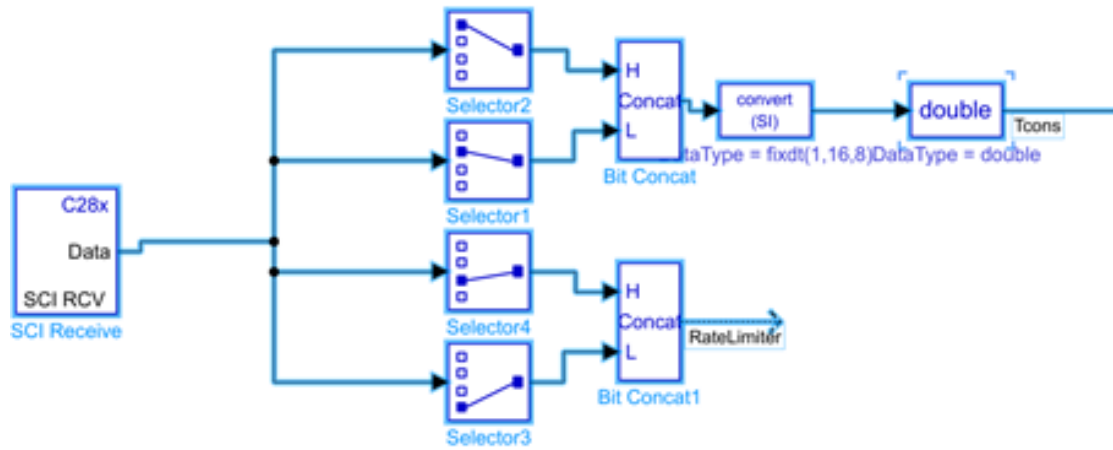 Selector2
H
Concat
L
Bit Concat
convert
(SI)
double
Tcons
DataType = fixdt(1,16,8)DataType = double
Selector1
C28x
Data
SCI RCV
SCI Receive
Selector4
H
Concat
L
Bit Concat1
RateLimiter
Selector3